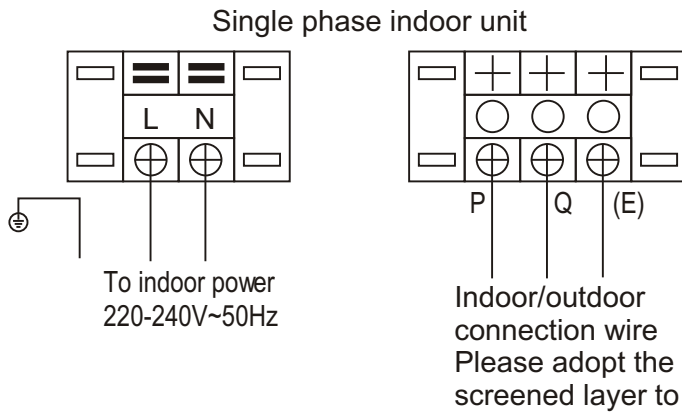 Single phase indoor unit
L N
P Q (E)
To indoor power
220-240V~50Hz
Indoor/outdoor
connection wire
Please adopt the
screened layer to